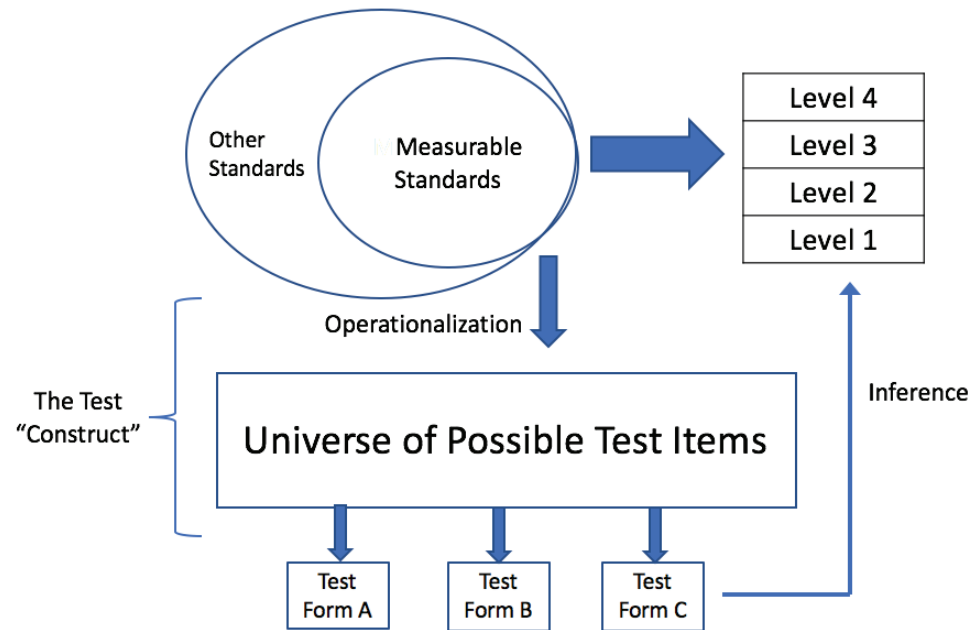 Other
Standards
Measurable
Standards
Level 4
Level 3
Level 2
Level 1
Operationalization
The Test
“Construct”
Universe of Possible Test Items
Inference
Test
Form A
Test
Form B
Test
Form C